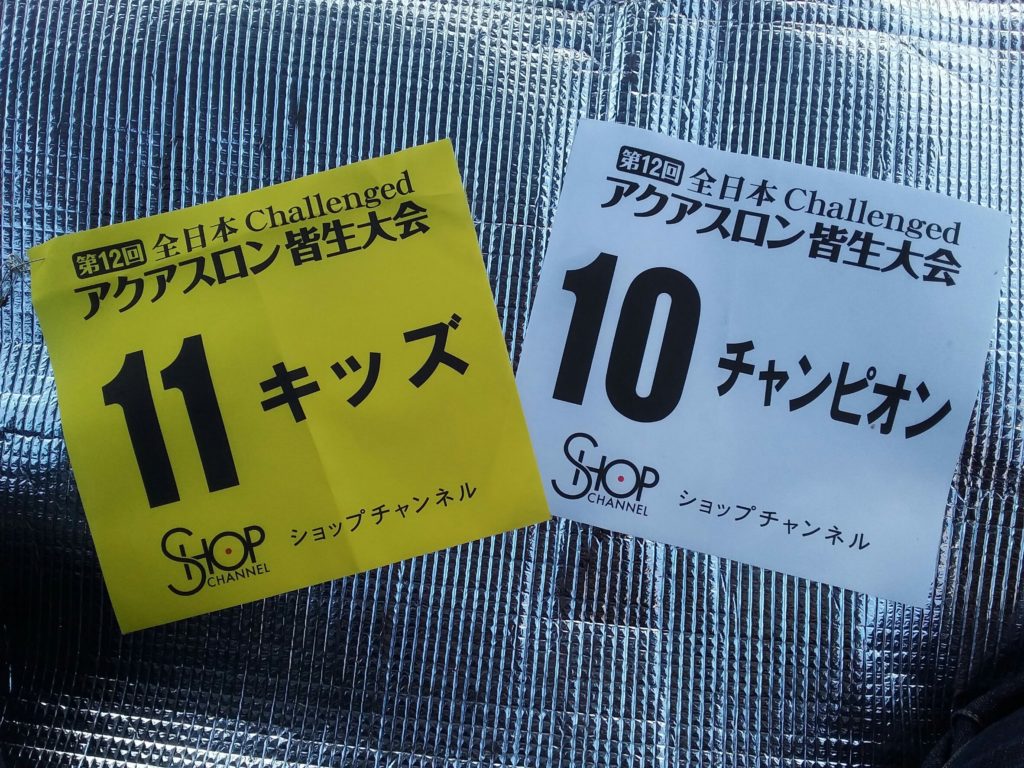 第12回 全日本 Challenged
アクアスロン皆生大会
11 キッズ
SHOP CHANNEL ショップチャンネル
第12回 全日本 Challenged
アクアスロン皆生大会
10 チャンピオン
SHOP CHANNEL ショップチャンネル